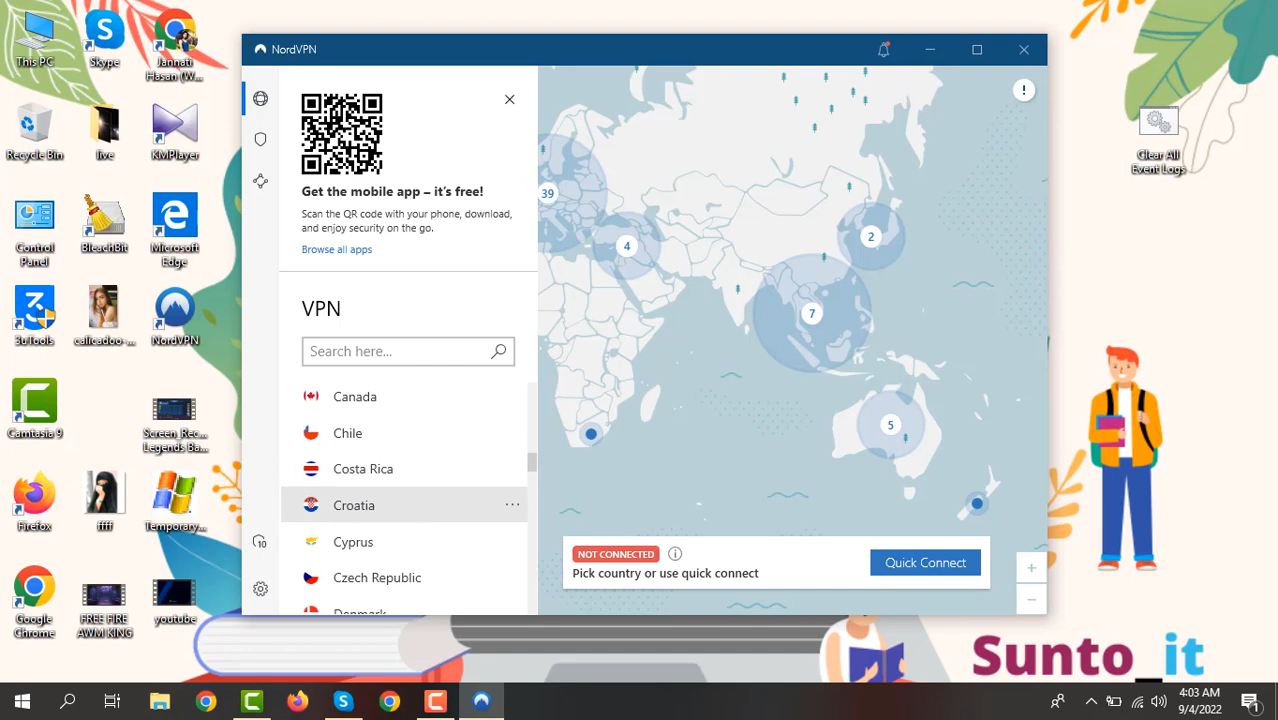 This PC
Skype
Jannati
Hasan (W...
Recycle Bin
live
KMPlayer
Control
Panel
BleachBit
Microsoft
Edge
3uTools
calicadoo-...
NordVPN
Camtasia 9
Screen_Rec...
Legends Ba...
Firefox
ffff
Temporary...
Google
Chrome
FREE FIRE
AWM KING
youtube
NordVPN
Get the mobile app – it's free!
Scan the QR code with your phone, download,
and enjoy security on the go.
Browse all apps
VPN
Search here...
Canada
Chile
Costa Rica
Croatia
...
Cyprus
Czech Republic
Denmark
10
39
4
2
7
5
!
NOT CONNECTED
Pick country or use quick connect
Quick Connect
+
−
Clear All
Event Logs
Sunto_it
4:03 AM
9/4/2022
1